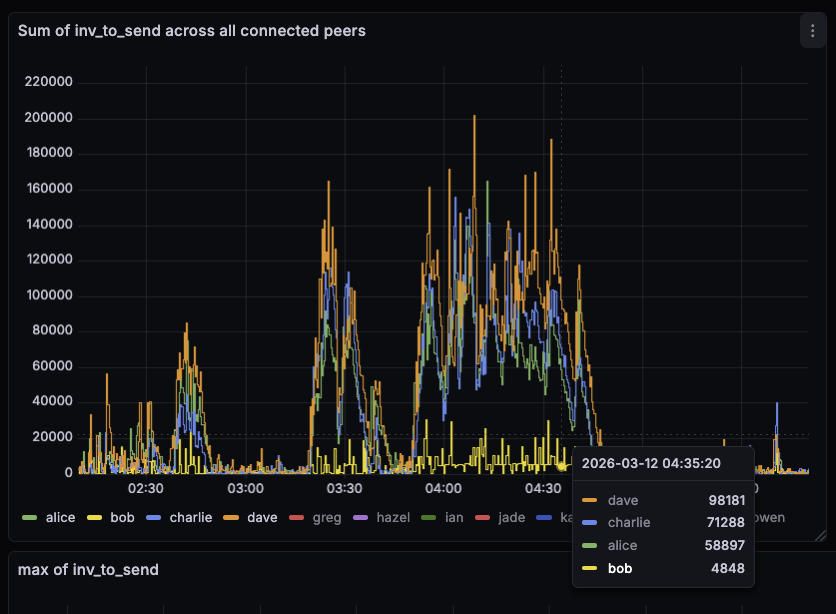 Sum of inv_to_send across all connected peers
220000
200000
180000
160000
140000
120000
100000
80000
60000
40000
20000
0
02:30 03:00 03:30 04:00 04:30
alice bob charlie dave greg hazel ian jade
2026-03-12 04:35:20
dave 98181
charlie 71288
alice 58897
bob 4848
max of inv_to_send